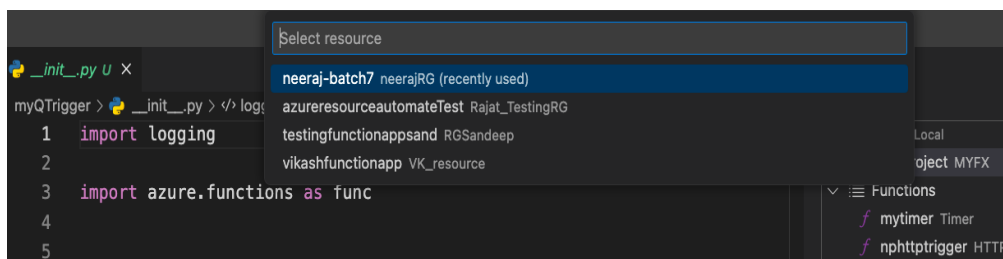 Select resource
neeraj-batch7 neerajRG (recently used)
azureresourceautomateTest Rajat_TestingRG
testingfunctionappsand RGSandeep
vikashfunctionapp VK_resource
__init__.py U
myQTrigger > __init__.py > logg
1 import logging
2
3 import azure.functions as func
4
5
Local
roject MYFX
Functions
mytimer Timer
nphttptrigger HTTP